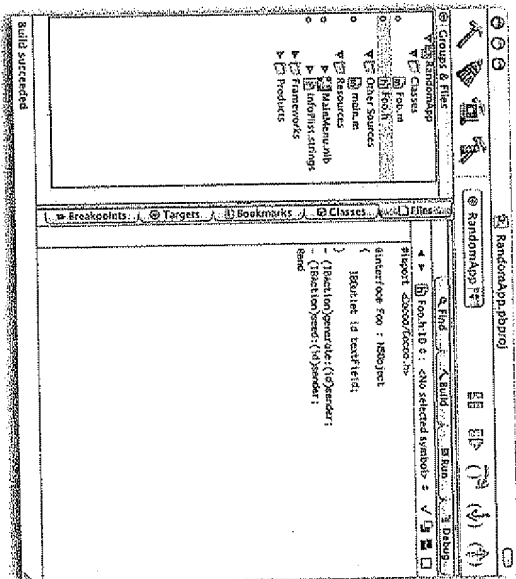 RandomApp.pbproj
RandomApp
Find
Build
Run
Debug
Groups & Files
RandomApp
Classes
Foo.m
Foo.h
Other Sources
main.m
Resources
MainMenu.nib
InfoPlist.strings
Frameworks
Products
Files
Classes
Bookmarks
Targets
Breakpoints
Foo.h:1 <No selected symbol>
#import <Cocoa/Cocoa.h>
@interface Foo : NSObject
{
IBOutlet id textField;
}
- (IBAction)generate:(id)sender;
- (IBAction)seed:(id)sender;
@end
Build succeeded